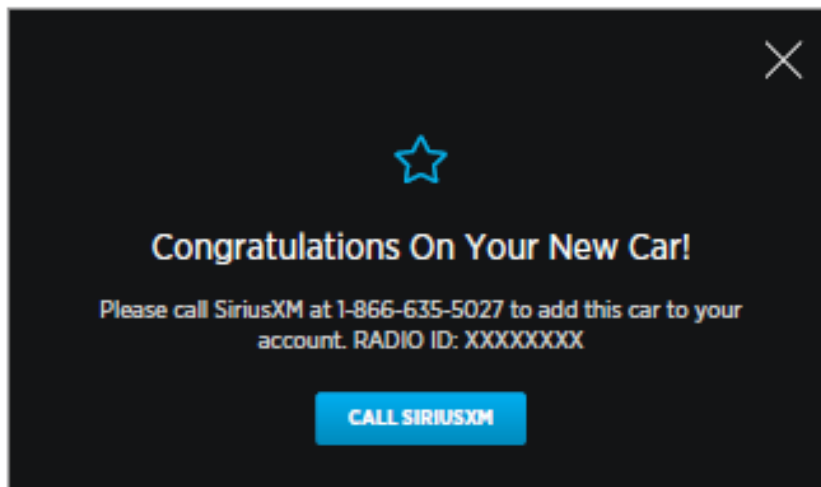 Congratulations On Your New Car!
Please call SiriusXM at 1-866-635-5027 to add this car to your
account. RADIO ID: XXXXXXXX
CALL SIRIUSXM